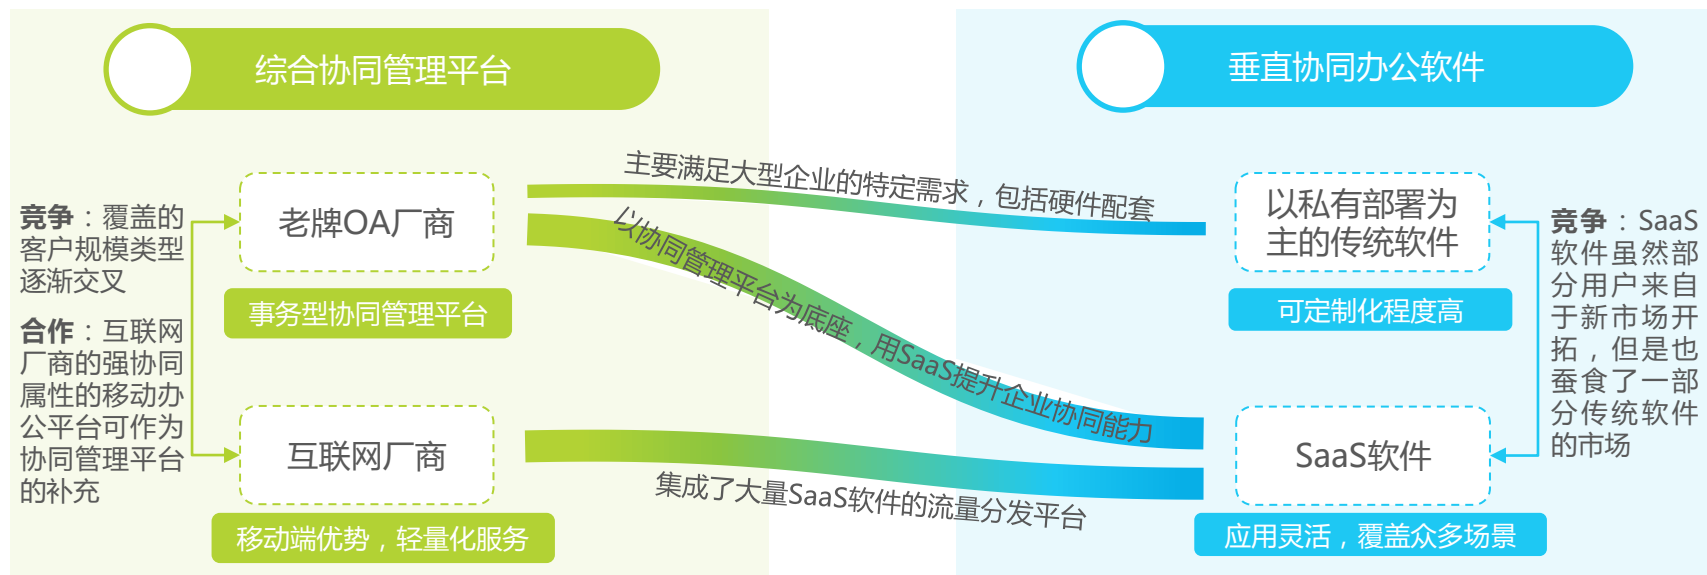 综合协同管理平台
垂直协同办公软件
竞争：覆盖的
客户规模类型
逐渐交叉
合作：互联网
厂商的强协同
属性的移动办
公平台可作为
协同管理平台
的补充
老牌OA厂商
事务型协同管理平台
互联网厂商
移动端优势，轻量化服务
主要满足大型企业的特定需求，包括硬件配套
以协同管理平台为底座，用SaaS提升企业协同能力
集成了大量SaaS软件的流量分发平台
以私有部署为
主的传统软件
可定制化程度高
SaaS软件
应用灵活，覆盖众多场景
竞争：SaaS
软件虽然部
分用户来自
于新市场开
拓，但是也
蚕食了一部
分传统软件
的市场